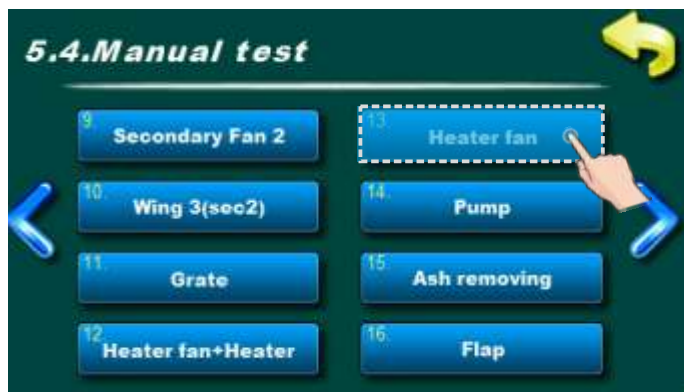 5.4.Manual test
9.
Secondary Fan 2
10.
Wing 3(sec2)
11.
Grate
12.
Heater fan+Heater
13.
Heater fan
14.
Pump
15.
Ash removing
16.
Flap